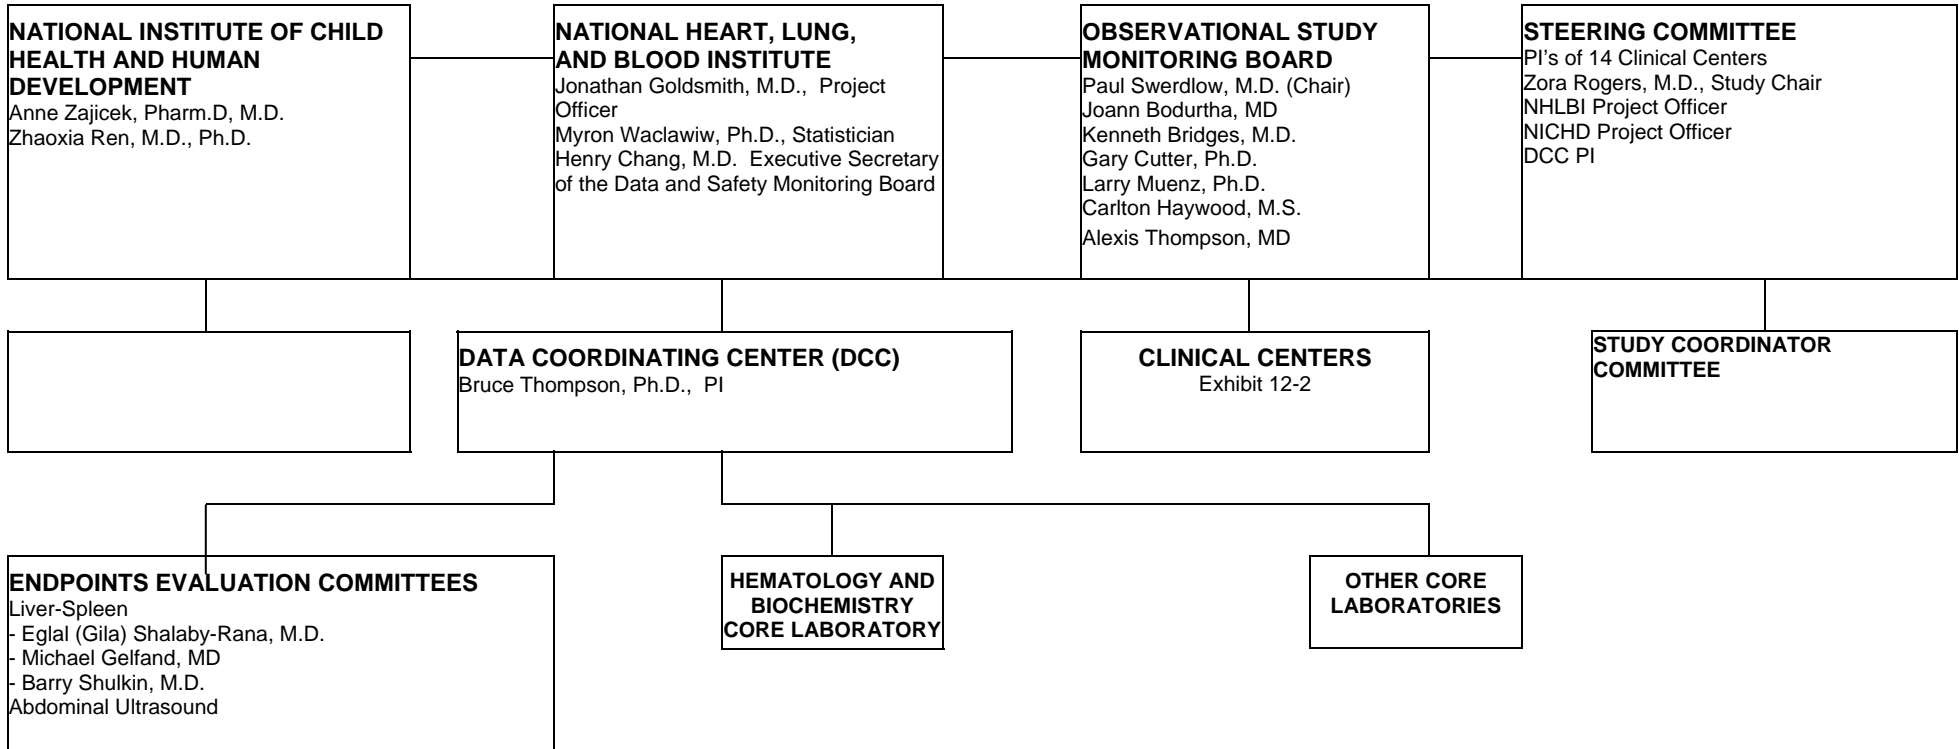 NATIONAL INSTITUTE OF CHILD
HEALTH AND HUMAN
DEVELOPMENT
Anne Zajicek, Pharm.D, M.D.
Zhaoxia Ren, M.D., Ph.D.
NATIONAL HEART, LUNG,
AND BLOOD INSTITUTE
Jonathan Goldsmith, M.D., Project
Officer
Myron Waclawiw, Ph.D., Statistician
Henry Chang, M.D. Executive Secretary
of the Data and Safety Monitoring Board
OBSERVATIONAL STUDY
MONITORING BOARD
Paul Swerdlow, M.D. (Chair)
Joann Bodurtha, MD
Kenneth Bridges, M.D.
Gary Cutter, Ph.D.
Larry Muenz, Ph.D.
Carlton Haywood, M.S.
Alexis Thompson, MD
STEERING COMMITTEE
PI's of 14 Clinical Centers
Zora Rogers, M.D., Study Chair
NHLBI Project Officer
NICHD Project Officer
DCC PI
DATA COORDINATING CENTER (DCC)
Bruce Thompson, Ph.D., PI
CLINICAL CENTERS
Exhibit 12-2
STUDY COORDINATOR
COMMITTEE
ENDPOINTS EVALUATION COMMITTEES
Liver-Spleen
- Eglal (Gila) Shalaby-Rana, M.D.
- Michael Gelfand, MD
- Barry Shulkin, M.D.
Abdominal Ultrasound
HEMATOLOGY AND
BIOCHEMISTRY
CORE LABORATORY
OTHER CORE
LABORATORIES